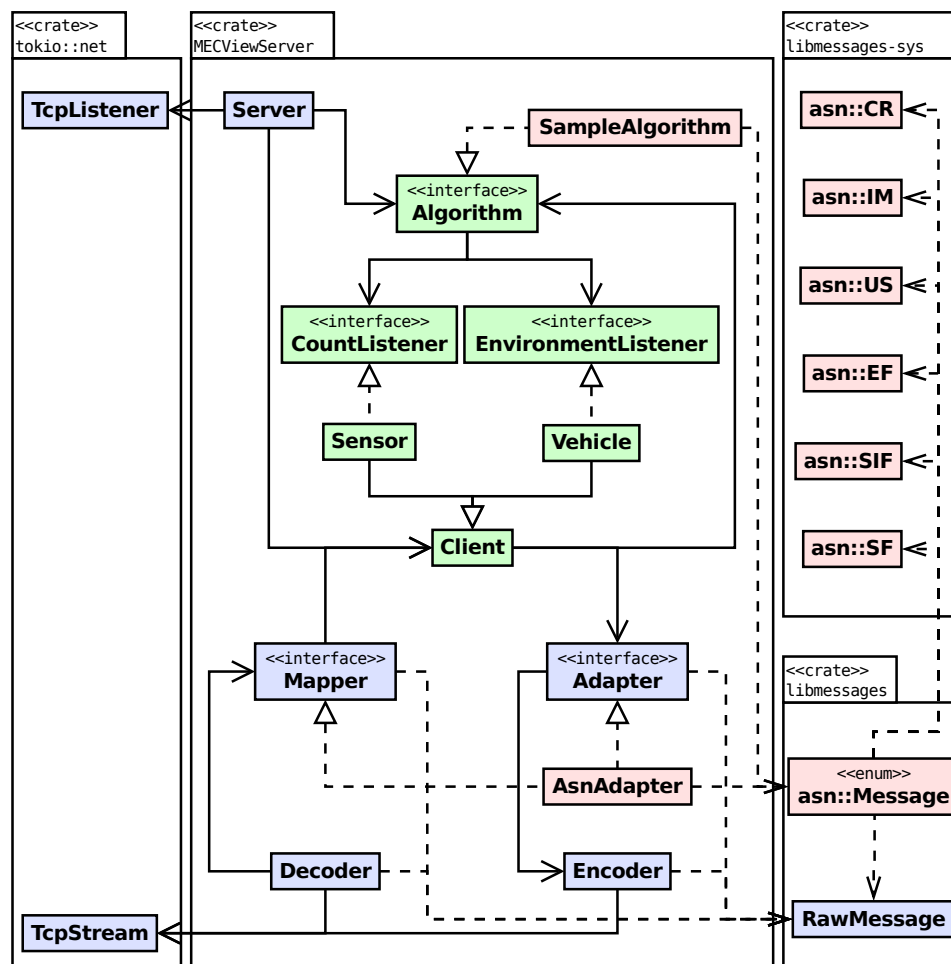 <<crate>>
tokio::net
<<crate>>
MECViewServer
<<crate>>
libmessages-sys
TcpListener
Server
SampleAlgorithm
asn::CR
<<interface>>
Algorithm
asn::IM
asn::US
<<interface>>
CountListener
<<interface>>
EnvironmentListener
asn::EF
Sensor
Vehicle
asn::SIF
Client
asn::SF
<<interface>>
Mapper
<<interface>>
Adapter
<<crate>>
libmessages
AsnAdapter
<<enum>>
asn::Message
Decoder
Encoder
TcpStream
RawMessage